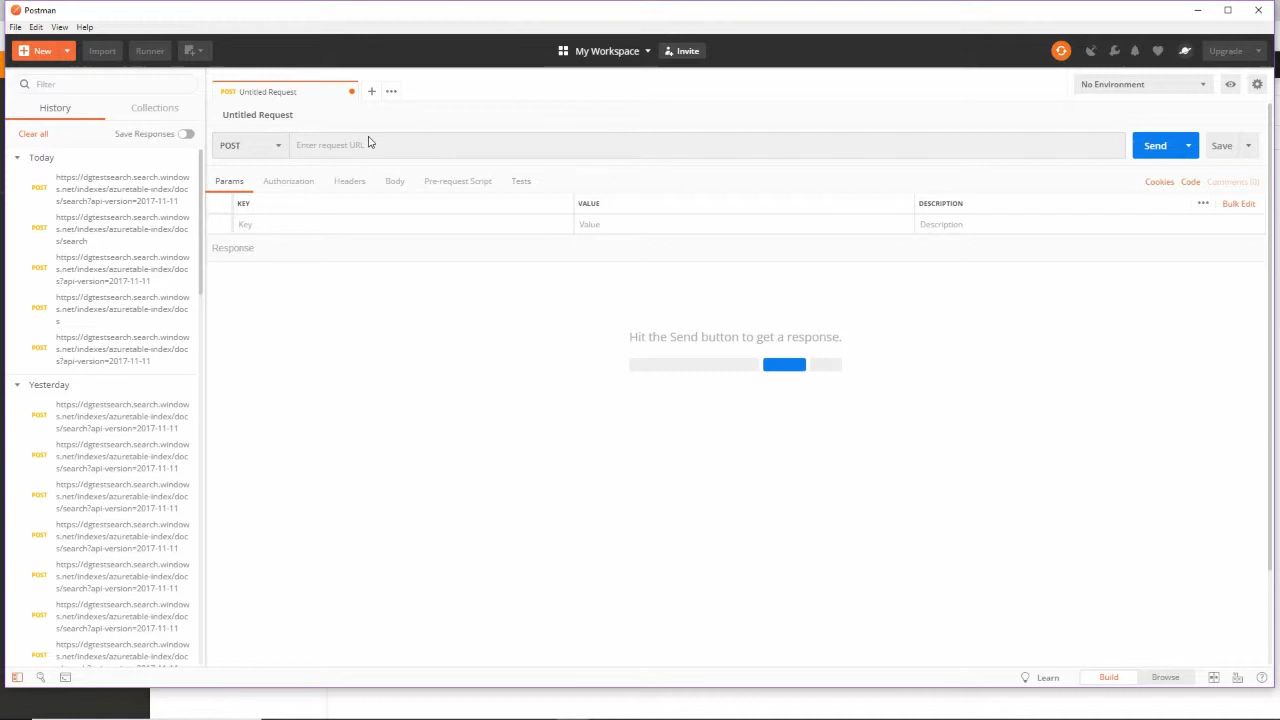 Postman
File Edit View Help
New Import Runner My Workspace Invite Upgrade
Filter
History Collections
Clear all Save Responses
Today
POST https://dgtestsearch.search.window
s.net/indexes/azuretable-index/doc
s/search?api-version=2017-11-11
POST https://dgtestsearch.search.window
s.net/indexes/azuretable-index/doc
s/search
POST https://dgtestsearch.search.window
s.net/indexes/azuretable-index/doc
s?api-version=2017-11-11
POST https://dgtestsearch.search.window
s.net/indexes/azuretable-index/doc
s
POST https://dgtestsearch.search.window
s.net/indexes/azuretable-index/doc
s?api-version=2017-11-11
Yesterday
POST https://dgtestsearch.search.window
s.net/indexes/azuretable-index/doc
s/search?api-version=2017-11-11
POST https://dgtestsearch.search.window
s.net/indexes/azuretable-index/doc
s/search?api-version=2017-11-11
POST https://dgtestsearch.search.window
s.net/indexes/azuretable-index/doc
s/search?api-version=2017-11-11
POST https://dgtestsearch.search.window
s.net/indexes/azuretable-index/doc
s/search?api-version=2017-11-11
POST https://dgtestsearch.search.window
s.net/indexes/azuretable-index/doc
s/search?api-version=2017-11-11
POST https://dgtestsearch.search.window
s.net/indexes/azuretable-index/doc
s/search?api-version=2017-11-11
POST https://dgtestsearch.search.window
s.net/indexes/azuretable-index/doc
POST Untitled Request + ••• No Environment
Untitled Request
POST Enter request URL Send Save
Params Authorization Headers Body Pre-request Script Tests Cookies Code Comments (0)
KEY VALUE DESCRIPTION ••• Bulk Edit
Key Value Description
Response
Hit the Send button to get a response.
Learn Build Browse